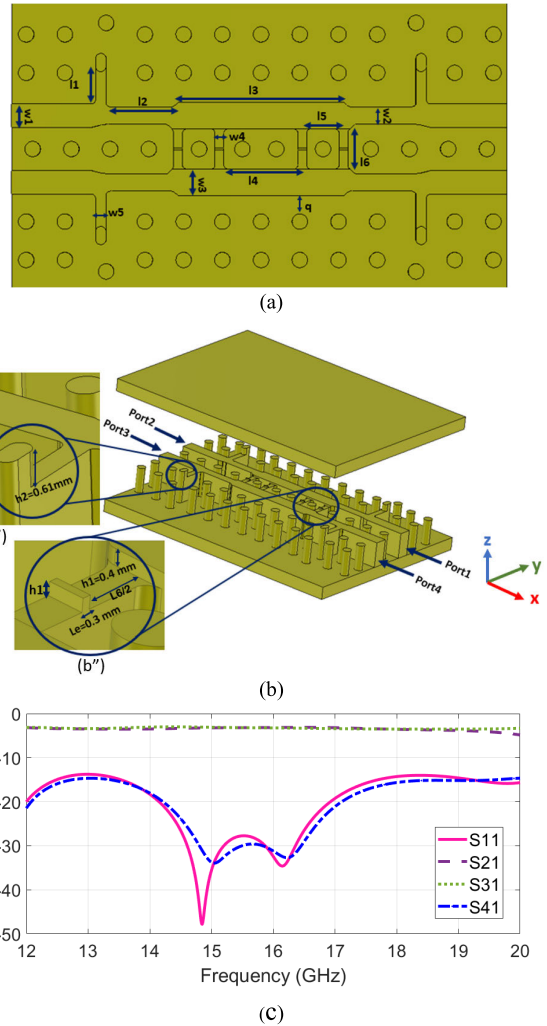 l1
l2
l3
w1
w2
w4
l5
l6
w3
l4
w5
q
(a)
Port2
Port3
h2=0.61mm
h1
h1=0.4 mm
L6/2
Le=0.3 mm
(b")
Port1
Port4
z
y
x
(b)
0
-10
-20
-30
-40
-50
S11
S21
S31
S41
12 13 14 15 16 17 18 19 20
Frequency (GHz)
(c)